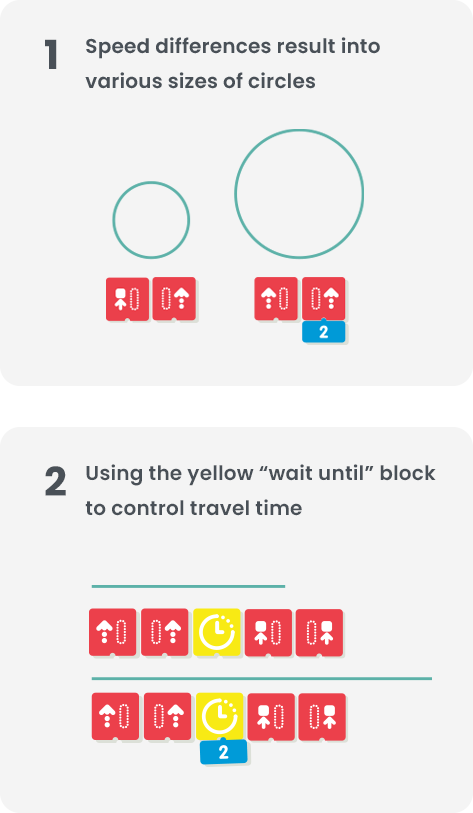 1
Speed differences result into
various sizes of circles
2
2
Using the yellow “wait until” block
to control travel time
2